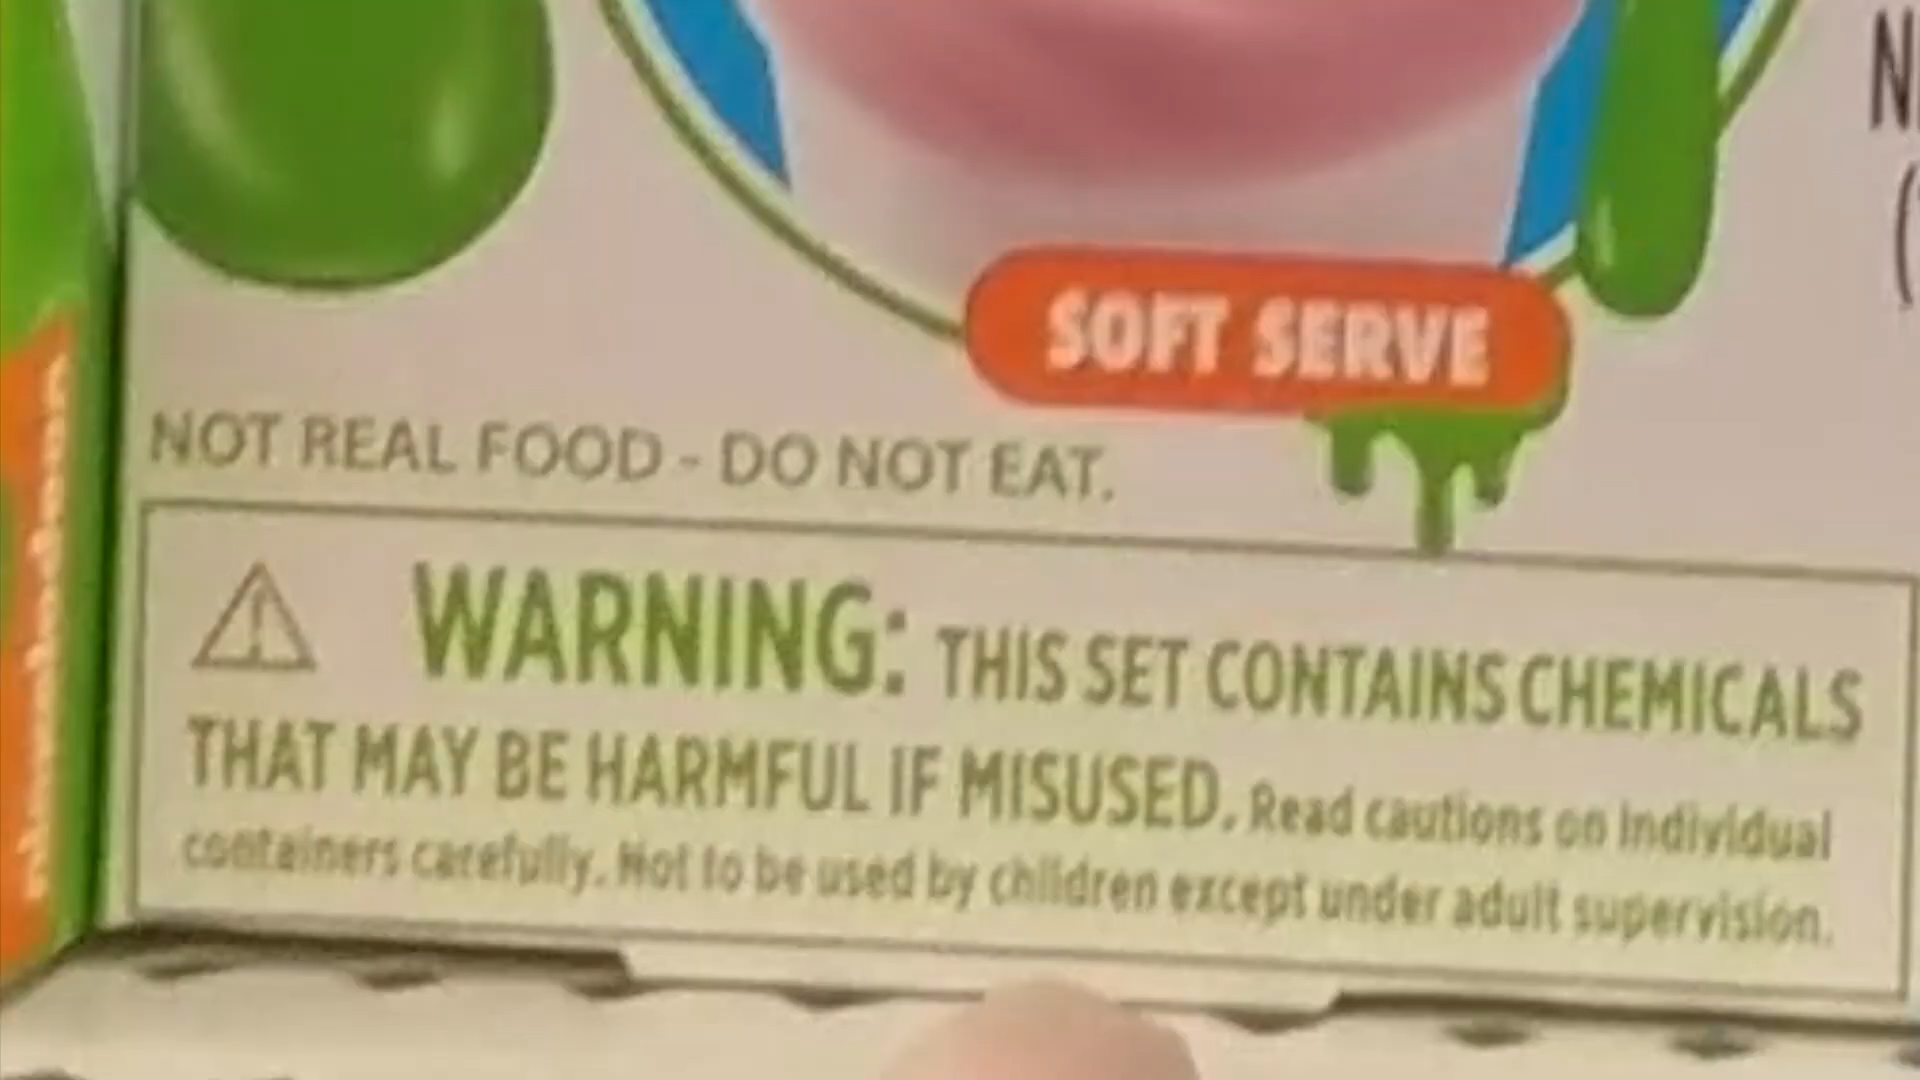 SOFT SERVE
NOT REAL FOOD - DO NOT EAT.
WARNING: THIS SET CONTAINS CHEMICALS
THAT MAY BE HARMFUL IF MISUSED. Read cautions on individual
containers carefully. Not to be used by children except under adult supervision.